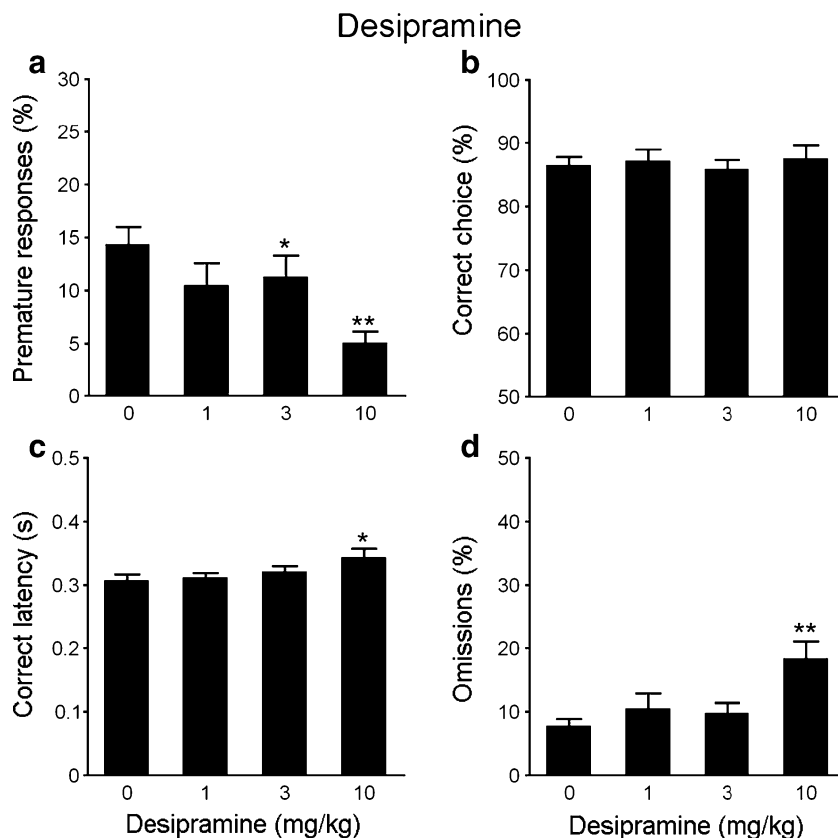 Desipramine
a
Premature responses (%)
30
25
20
15
10
5
0
*
**
0 1 3 10
b
Correct choice (%)
100
90
80
70
60
50
0 1 3 10
c
Correct latency (s)
0.5
0.4
0.3
0.2
0.1
0
*
0 1 3 10
Desipramine (mg/kg)
d
Omissions (%)
50
40
30
20
10
0
**
0 1 3 10
Desipramine (mg/kg)